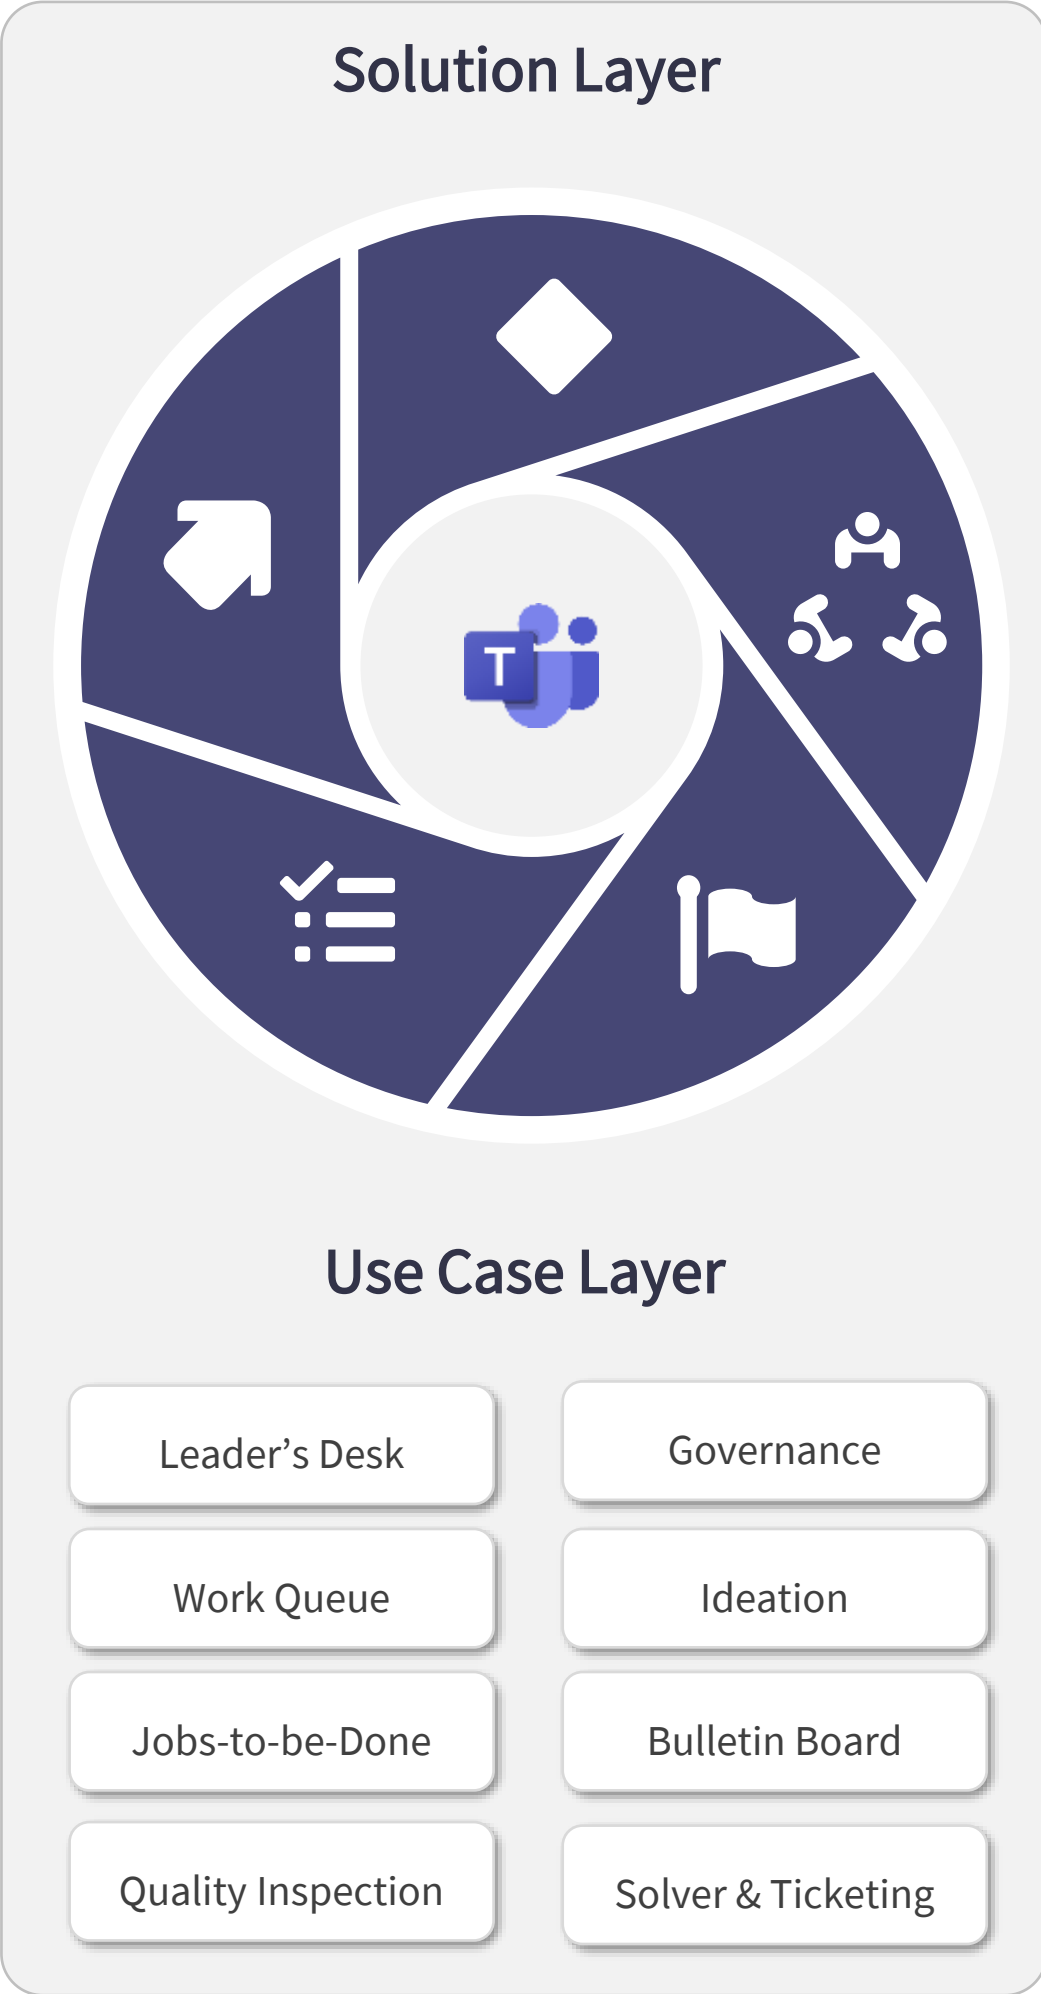 Solution Layer
T
Use Case Layer
Leader’s Desk
Governance
Work Queue
Ideation
Jobs-to-be-Done
Bulletin Board
Quality Inspection
Solver & Ticketing